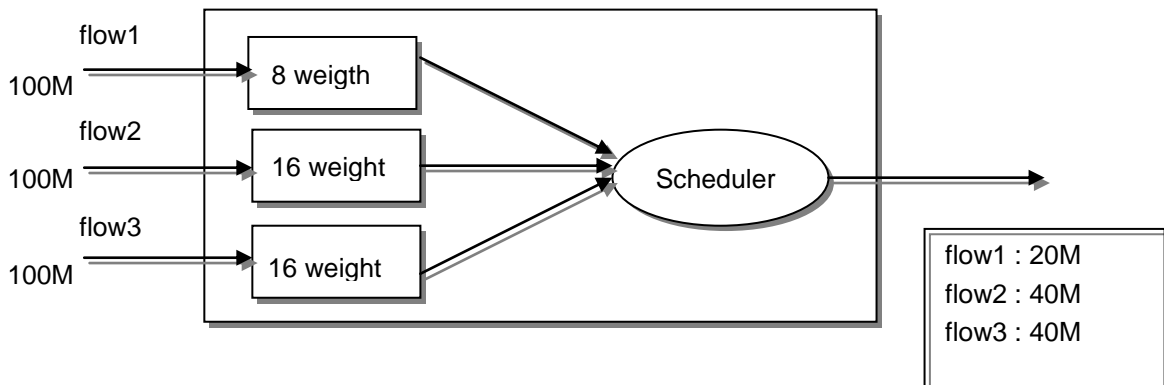 flow1
100M
8 weigth
flow2
100M
16 weight
flow3
100M
16 weight
Scheduler
flow1 : 20M
flow2 : 40M
flow3 : 40M